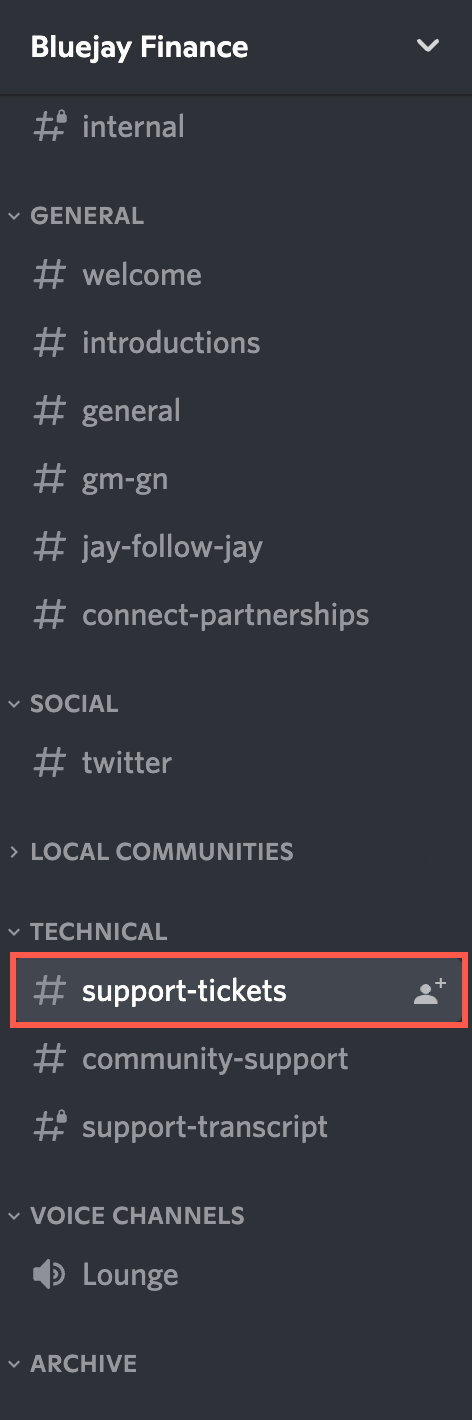 Bluejay Finance
internal
GENERAL
welcome
introductions
general
gm-gn
jay-follow-jay
connect-partnerships
SOCIAL
twitter
LOCAL COMMUNITIES
TECHNICAL
support-tickets
community-support
support-transcript
VOICE CHANNELS
Lounge
ARCHIVE